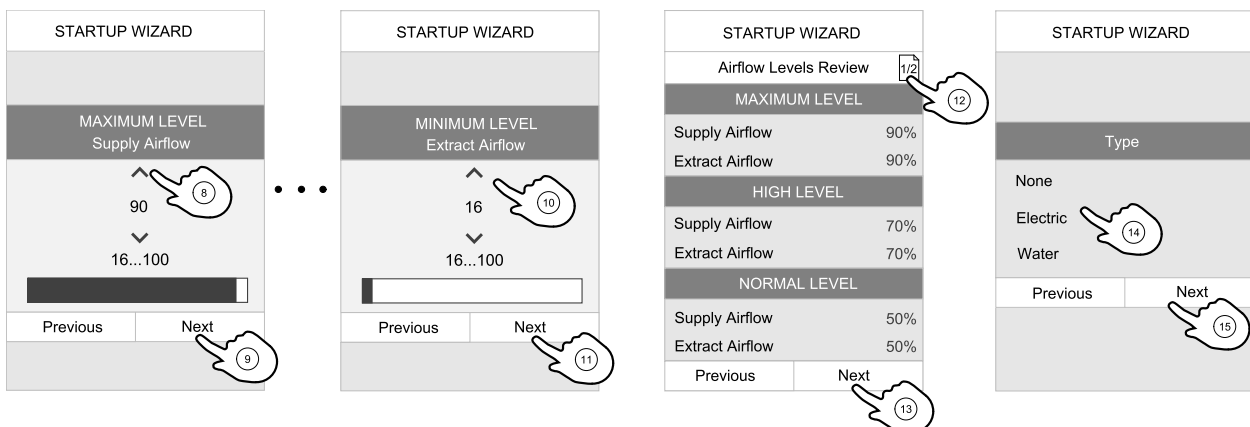 STARTUP WIZARD
MAXIMUM LEVEL
Supply Airflow
8
90
16...100
Previous Next
9
STARTUP WIZARD
MINIMUM LEVEL
Extract Airflow
10
16
16...100
Previous Next
11
STARTUP WIZARD
Airflow Levels Review 1/2
12
MAXIMUM LEVEL
Supply Airflow 90%
Extract Airflow 90%
HIGH LEVEL
Supply Airflow 70%
Extract Airflow 70%
NORMAL LEVEL
Supply Airflow 50%
Extract Airflow 50%
Previous Next
13
STARTUP WIZARD
Type
None
Electric
14
Water
Previous Next
15